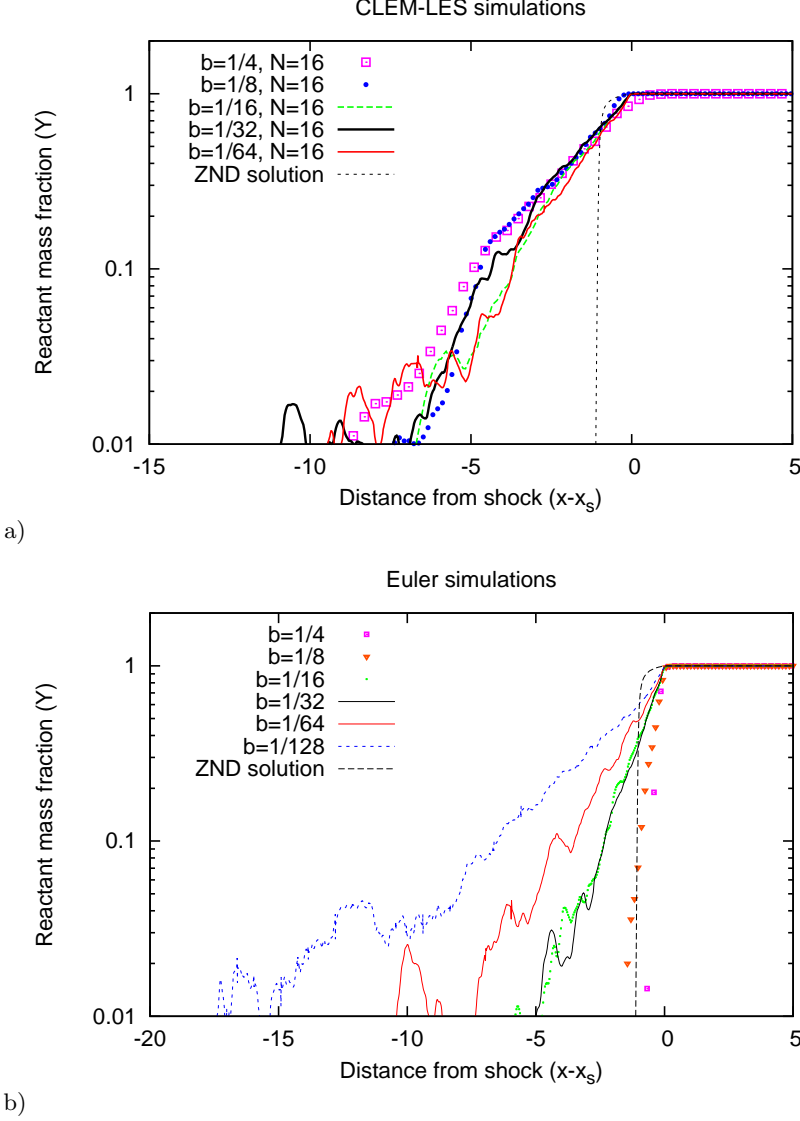 CLEM-LES simulations
b=1/4, N=16
b=1/8, N=16
b=1/16, N=16
b=1/32, N=16
b=1/64, N=16
ZND solution
1
0.1
0.01
Reactant mass fraction (Y)
-15 -10 -5 0 5
Distance from shock (x-xs)
a)
Euler simulations
b=1/4
b=1/8
b=1/16
b=1/32
b=1/64
b=1/128
ZND solution
1
0.1
0.01
Reactant mass fraction (Y)
-20 -15 -10 -5 0 5
Distance from shock (x-xs)
b)